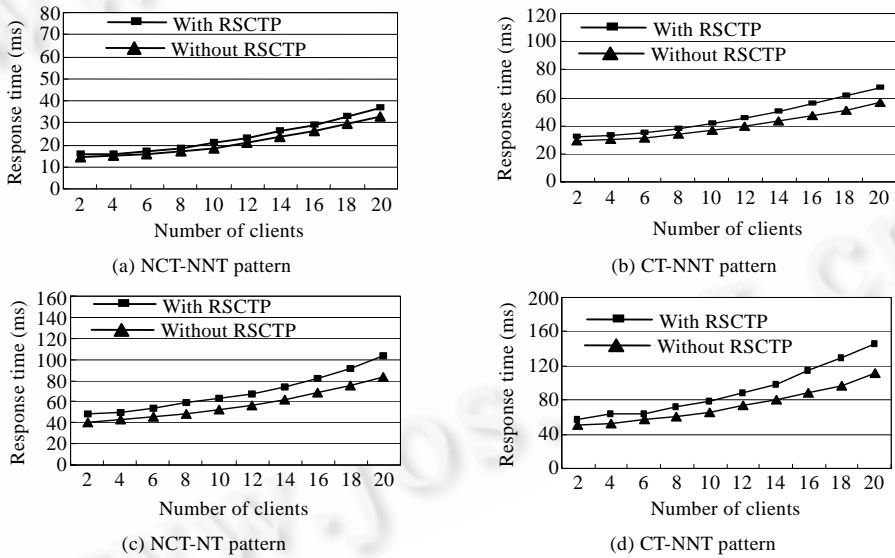 80
70
60
50
40
30
20
10
0
With RSCTP
Without RSCTP
Response time (ms)
2 4 6 8 10 12 14 16 18 20
Number of clients
(a) NCT-NNT pattern
120
100
80
60
40
20
0
With RSCTP
Without RSCTP
Response time (ms)
2 4 6 8 10 12 14 16 18 20
Number of clients
(b) CT-NNT pattern
160
140
120
100
80
60
40
20
0
With RSCTP
Without RSCTP
Response time (ms)
2 4 6 8 10 12 14 16 18 20
Number of clients
(c) NCT-NT pattern
200
160
120
80
40
0
With RSCTP
Without RSCTP
Response time (ms)
2 4 6 8 10 12 14 16 18 20
Number of clients
(d) CT-NNT pattern